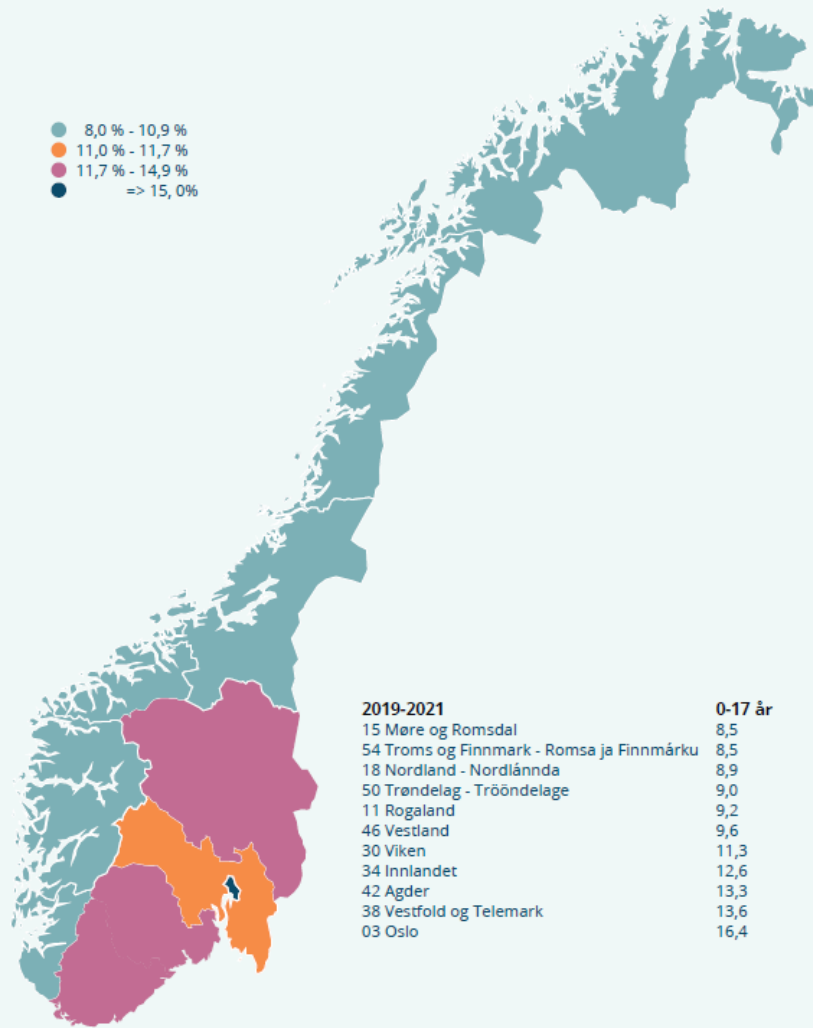 8,0 % - 10,9 %
11,0 % - 11,7 %
11,7 % - 14,9 %
=> 15, 0%
2019-2021 0-17 år
15 Møre og Romsdal 8,5
54 Troms og Finnmark - Romsa ja Finnmárku 8,5
18 Nordland - Nordlánnda 8,9
50 Trøndelag - Trööndelage 9,0
11 Rogaland 9,2
46 Vestland 9,6
30 Viken 11,3
34 Innlandet 12,6
42 Agder 13,3
38 Vestfold og Telemark 13,6
03 Oslo 16,4